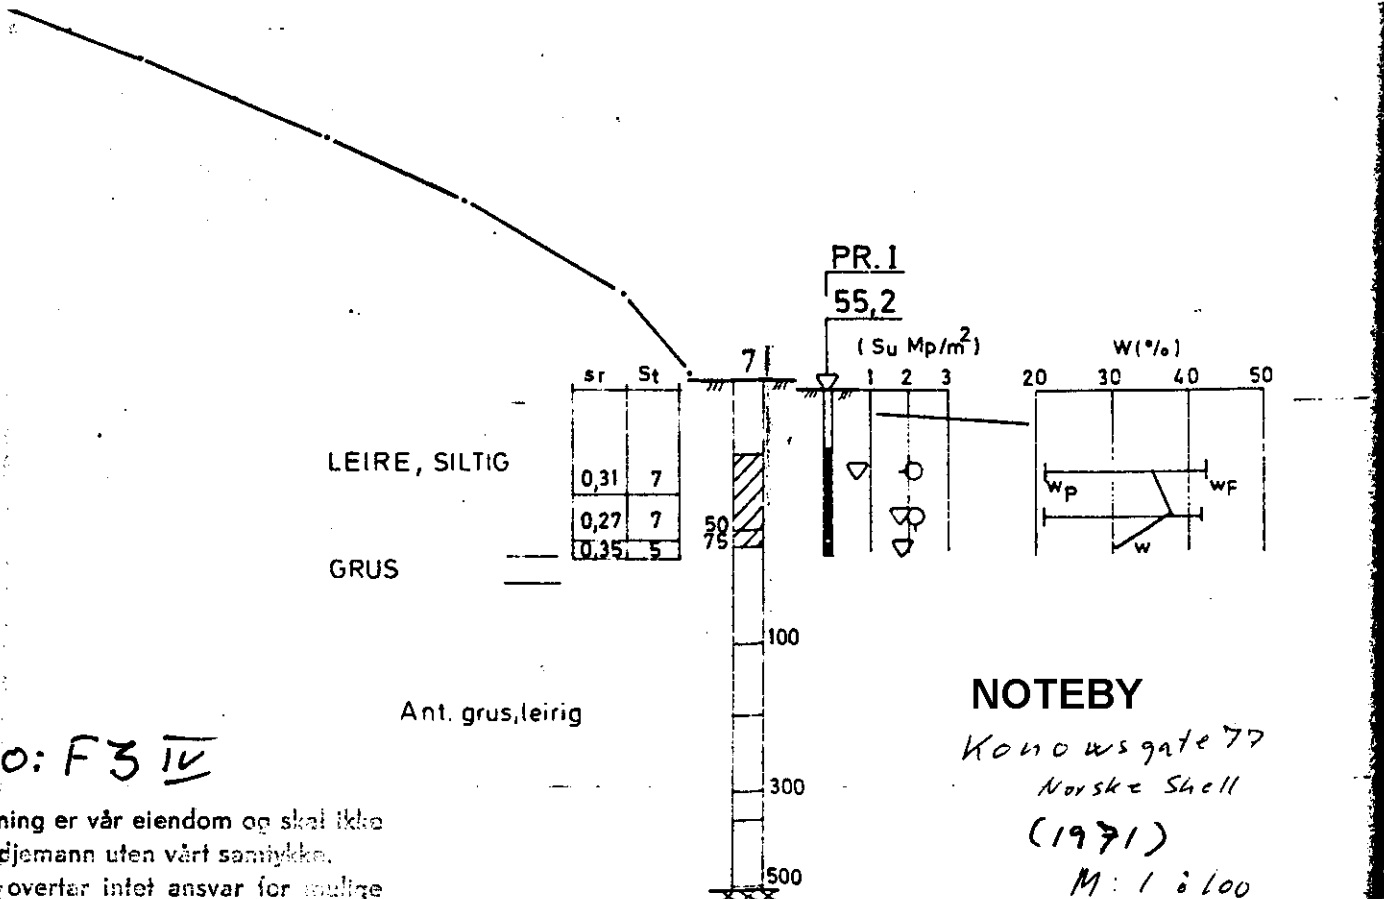 PR. I
55,2
7
(Su Mp/m²)
1 2 3
W(%)
20 30 40 50
sr St
LEIRE, SILTIG
0,31 7
0,27 7
0,35 5
50
75
wP
wF
w
GRUS
100
Ant. grus, leirig
300
500
NOTEBY
Konowsgate 77
Norske Shell
(1971)
M: 1:100
o: F3 IV
ning er vår eiendom og skal ikke
djemann uten vårt samtykke.
overtar intet ansvar for mulige